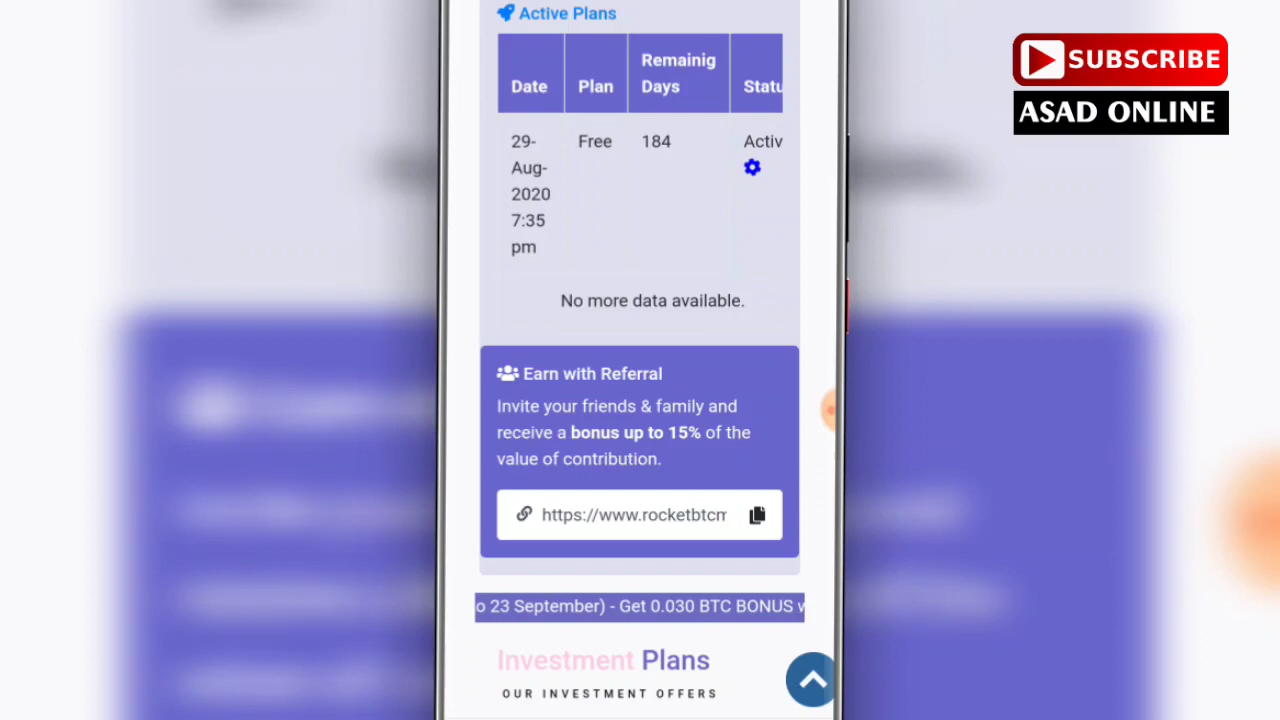 SUBSCRIBE
ASAD ONLINE
Active Plans
Date Plan Remainig Days Statu
29-Aug-2020 7:35 pm Free 184 Activ
No more data available.
Earn with Referral
Invite your friends & family and
receive a bonus up to 15% of the
value of contribution.
https://www.rocketbtcm
o 23 September) - Get 0.030 BTC BONUS w
Investment Plans
OUR INVESTMENT OFFERS